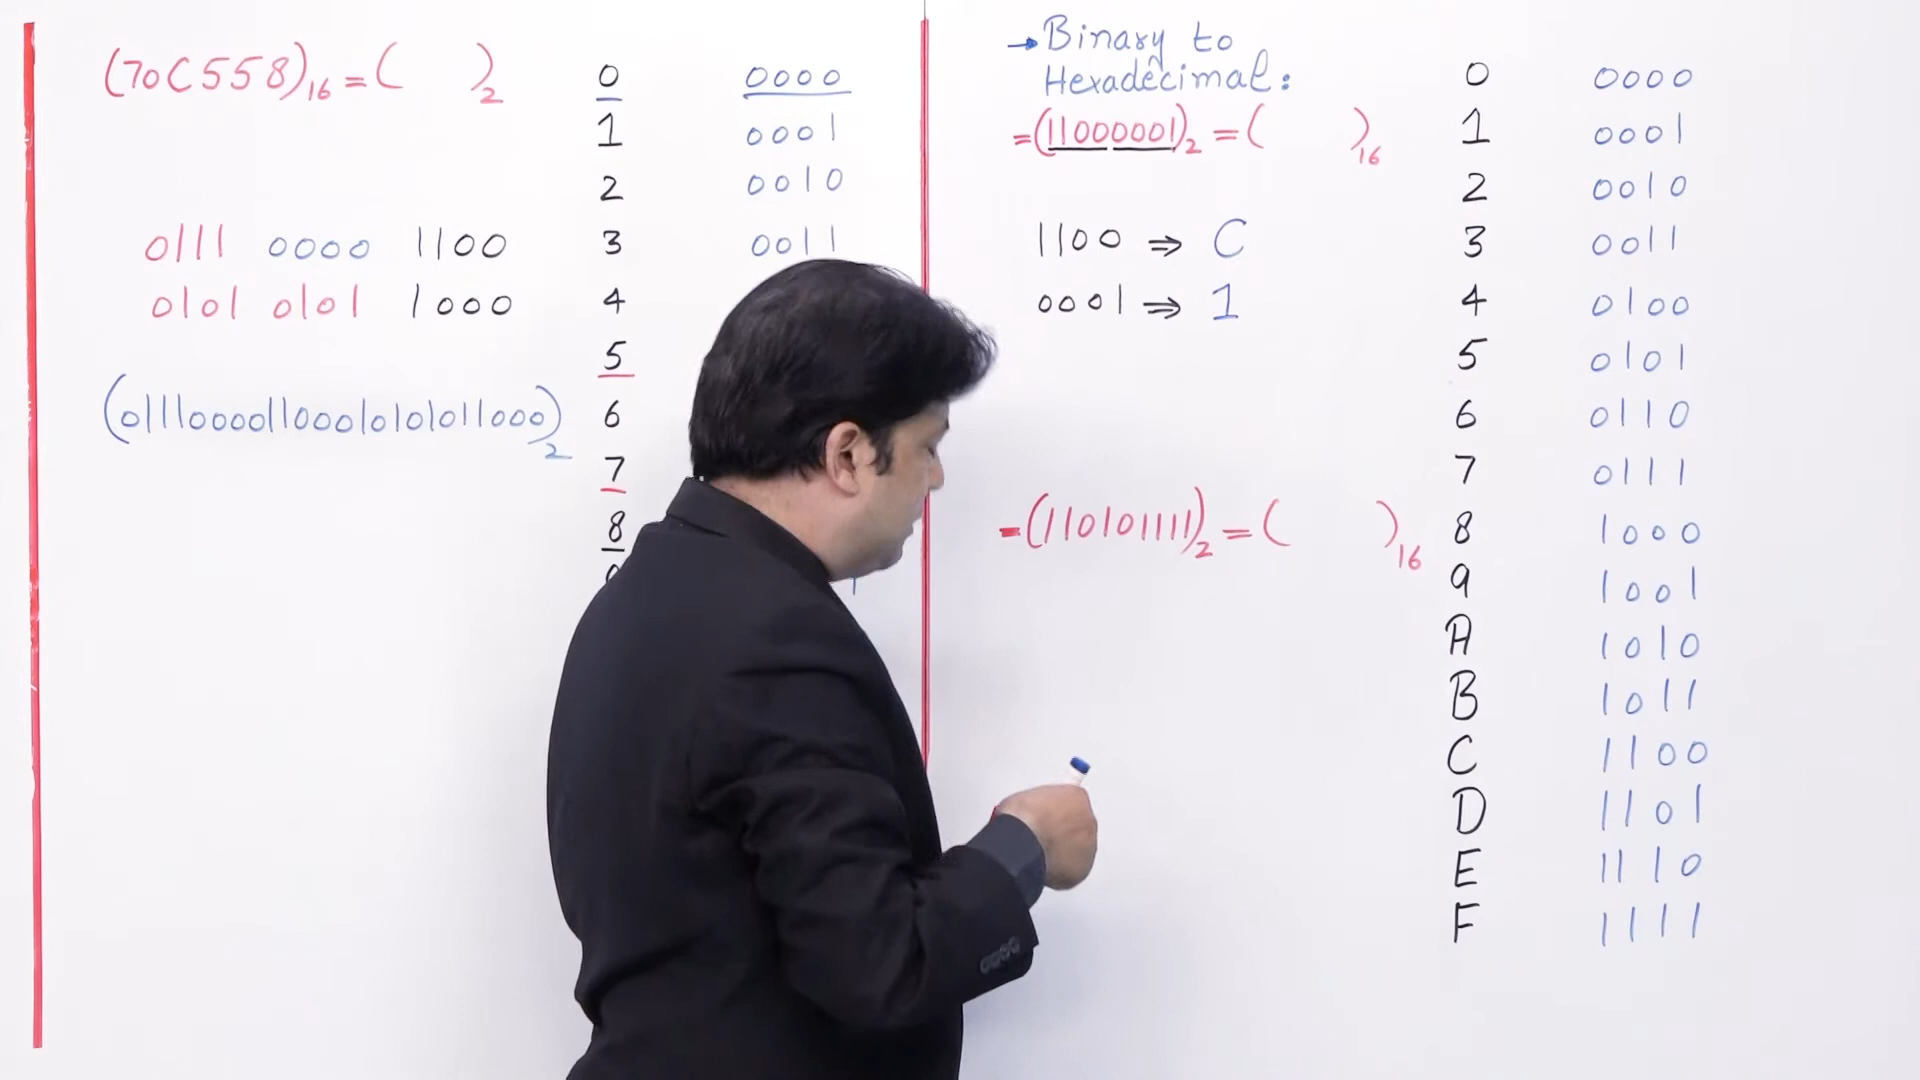 (70C558)16 = ( )2
0111 0000 1100
0101 0101 1000
(011100001100010101011000)2
0 0000
1 0001
2 0010
3 0011
4
5
6
7
8
→ Binary to
Hexadecimal:
=(11000001)2 = ( )16
1100 ⇒ C
0001 ⇒ 1
-(110101111)2 = ( )16
0 0000
1 0001
2 0010
3 0011
4 0100
5 0101
6 0110
7 0111
8 1000
9 1001
A 1010
B 1011
C 1100
D 1101
E 1110
F 1111